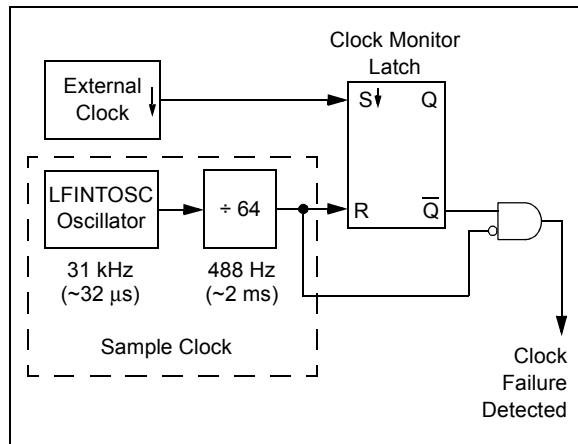 Clock Monitor
Latch
External
Clock
S
Q
LFINTOSC
Oscillator
÷ 64
R
Q̅
31 kHz
(~32 μs)
488 Hz
(~2 ms)
Sample Clock
Clock
Failure
Detected